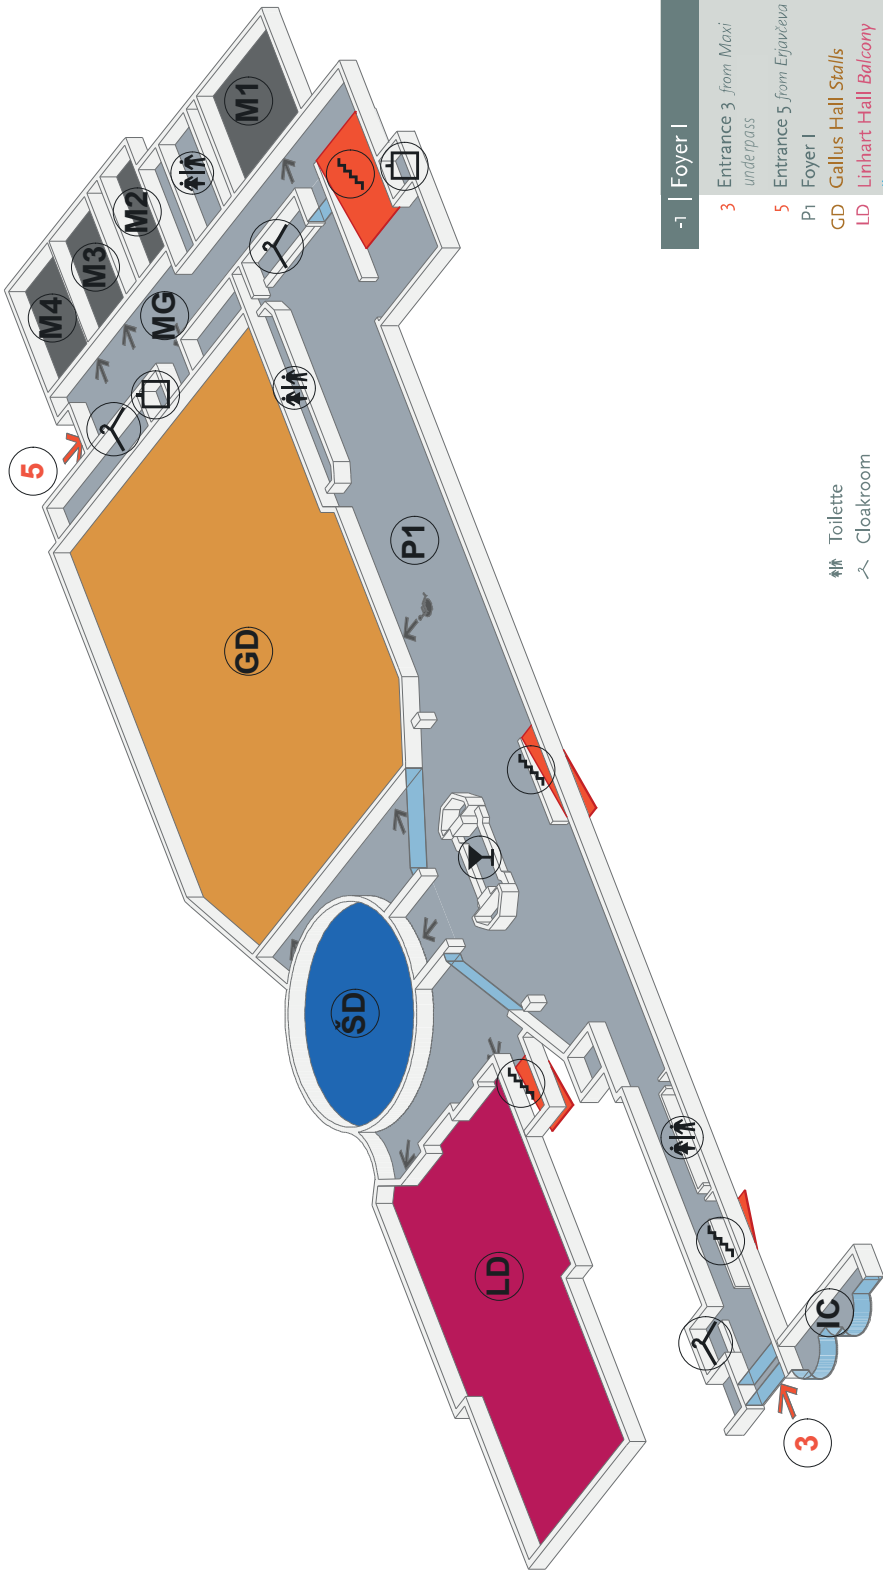 -1 | Foyer I
3 Entrance 3 from Maxi
underpass
5 Entrance 5 from Erjavčeva
P1 Foyer I
GD Gallus Hall Stalls
LD Linhart Hall Balcony
Toilette
Cloakroom
5
M4
M3
M2
M1
MG
GD
P1
ŠD
LD
IC
3